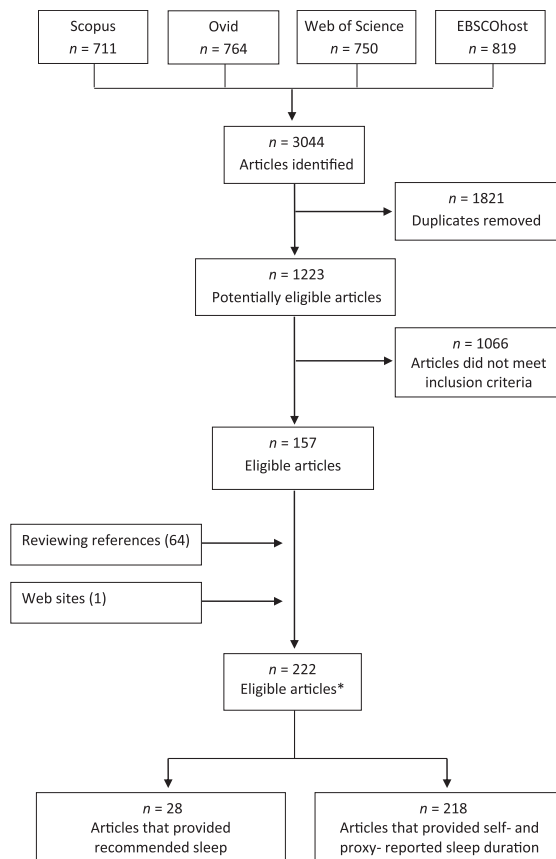 Scopus
n = 711
Ovid
n = 764
Web of Science
n = 750
EBSCOhost
n = 819
n = 3044
Articles identified
n = 1821
Duplicates removed
n = 1223
Potentially eligible articles
n = 1066
Articles did not meet
inclusion criteria
n = 157
Eligible articles
Reviewing references (64)
Web sites (1)
n = 222
Eligible articles*
n = 28
Articles that provided
recommended sleep
n = 218
Articles that provided self- and
proxy- reported sleep duration